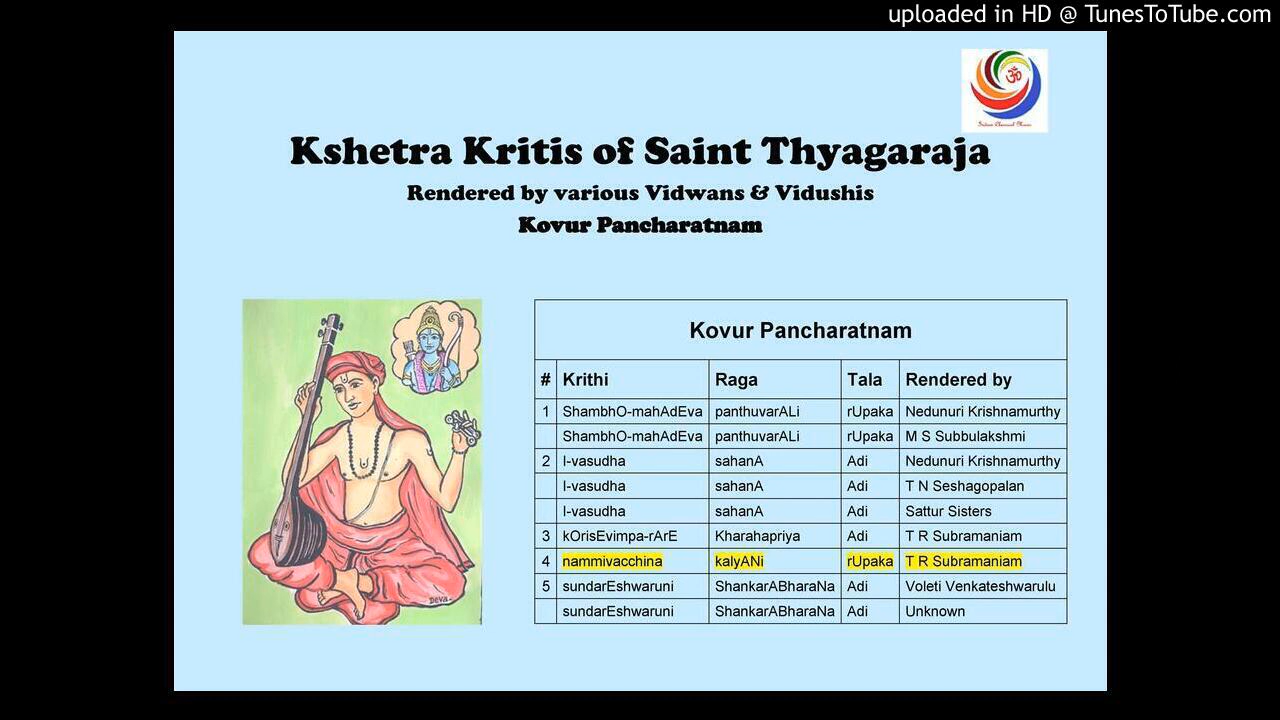 uploaded in HD @ TunesToTube.com
ॐ
Indian Classical Music
Kshetra Kritis of Saint Thyagaraja
Rendered by various Vidwans & Vidushis
Kovur Pancharatnam
Kovur Pancharatnam
# Krithi Raga Tala Rendered by
1 ShambhO-mahAdEva panthuvarALi rUpaka Nedunuri Krishnamurthy
ShambhO-mahAdEva panthuvarALi rUpaka M S Subbulakshmi
2 I-vasudha sahanA Adi Nedunuri Krishnamurthy
I-vasudha sahanA Adi T N Seshagopalan
I-vasudha sahanA Adi Sattur Sisters
3 kOrisEvimpa-rArE Kharahapriya Adi T R Subramaniam
4 nammivacchina kalyANi rUpaka T R Subramaniam
5 sundarEshwaruni ShankarABharaNa Adi Voleti Venkateshwarulu
sundarEshwaruni ShankarABharaNa Adi Unknown
Deva